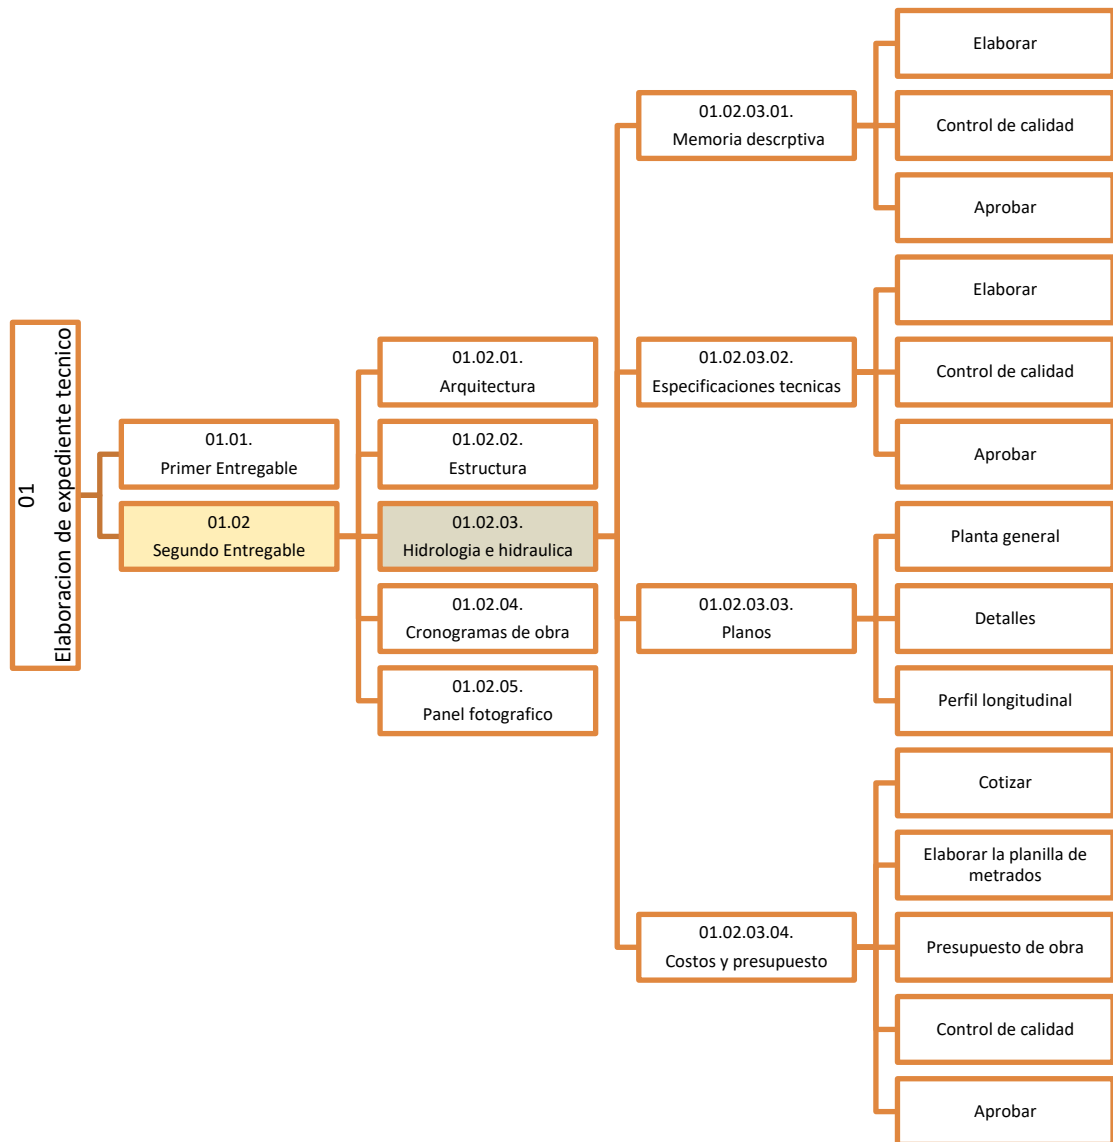 01
Elaboracion de expediente tecnico
01.01.
Primer Entregable
01.02
Segundo Entregable
01.02.01.
Arquitectura
01.02.02.
Estructura
01.02.03.
Hidrologia e hidraulica
01.02.04.
Cronogramas de obra
01.02.05.
Panel fotografico
01.02.03.01.
Memoria descrptiva
Elaborar
Control de calidad
Aprobar
01.02.03.02.
Especificaciones tecnicas
Elaborar
Control de calidad
Aprobar
01.02.03.03.
Planos
Planta general
Detalles
Perfil longitudinal
01.02.03.04.
Costos y presupuesto
Cotizar
Elaborar la planilla de
metrados
Presupuesto de obra
Control de calidad
Aprobar